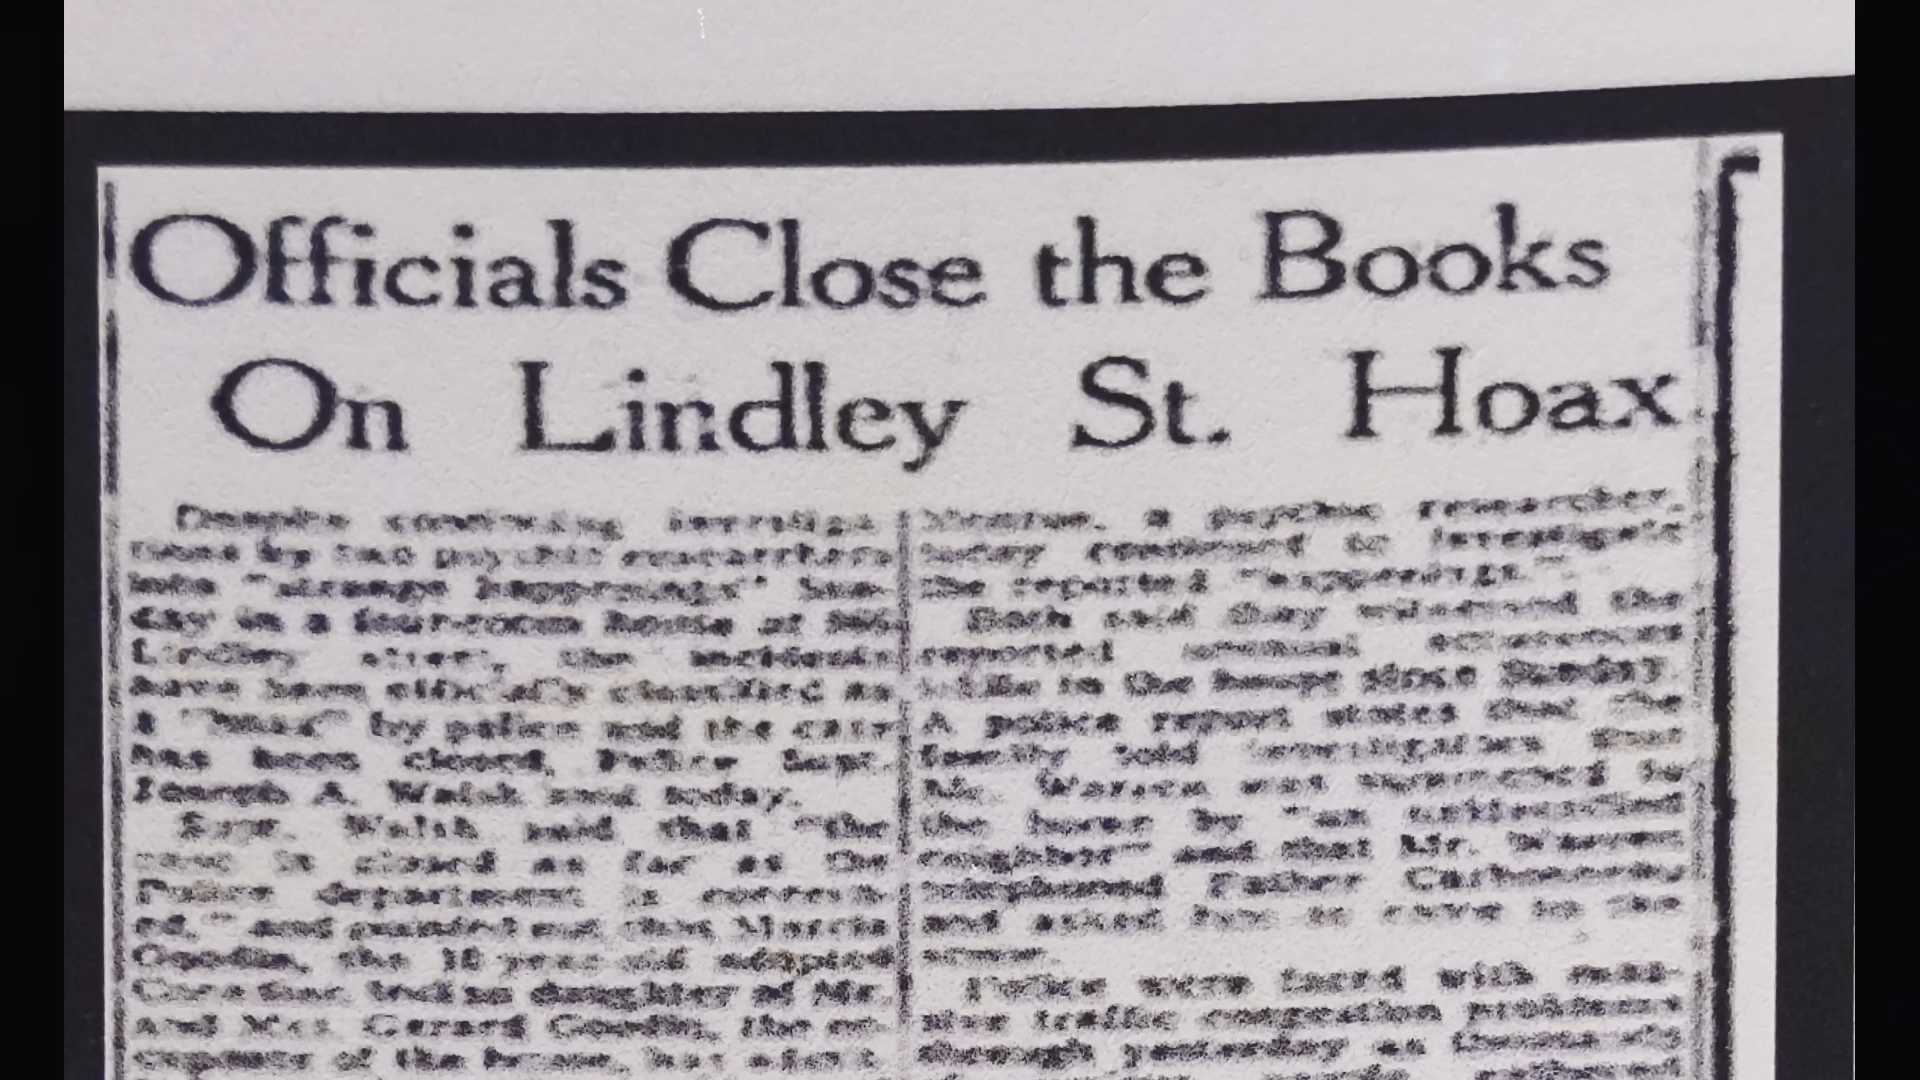 Officials Close the Books
On Lindley St. Hoax
Despite continuing investiga-
tions by two psychic researchers
into "strange happenings" Sun-
day in a four-room house at
Lindley street, the incidents
have been officially classified as
a "hoax" by police and the case
has been closed, Police Supt.
Joseph A. Walsh said today.
Supt. Walsh said that "the
case is closed as far as the
Police department is concern-
ed," and pointed out that Marcia
Goodin, the 10-year-old adopted
Indian daughter of Mr.
and Mrs. Gerard Goodin, the oc-
cupants of the house, has
a psychic researcher,
today continued to investigate
the reported "happenings."
Both said they witnessed the
reported unusual occurrences
while in the house since Sunday.
A police report states that the
family told investigators that
Mr. Warren was summoned to
the house by "an unidentified
neighbor" and that Mr. Warren
telephoned Father
and asked him to come to the
scene.
Police were faced with mas-
sive traffic congestion problems
through yesterday as thousands